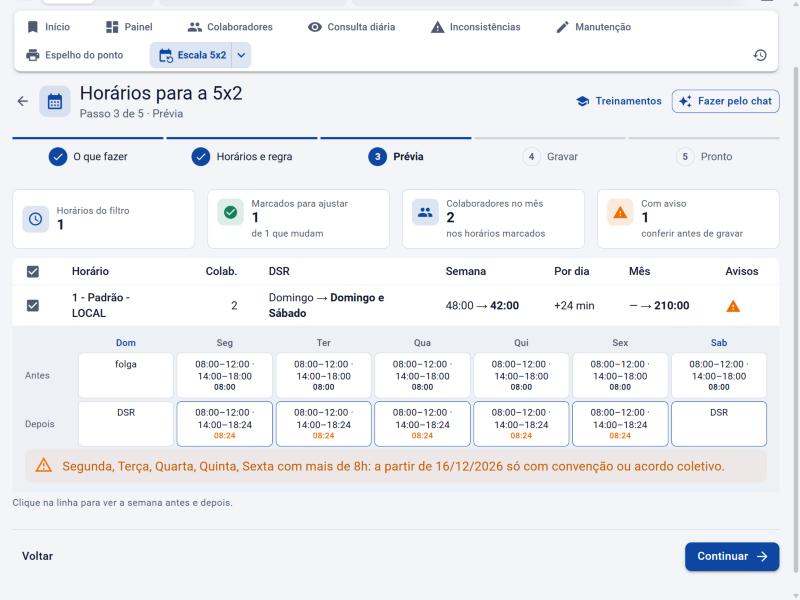 Início
Painel
Colaboradores
Consulta diária
Inconsistências
Manutenção
Espelho do ponto
Escala 5x2
Horários para a 5x2
Passo 3 de 5 · Prévia
Treinamentos
Fazer pelo chat
O que fazer
Horários e regra
3 Prévia
4 Gravar
5 Pronto
Horários do filtro
1
Marcados para ajustar
1
de 1 que mudam
Colaboradores no mês
2
nos horários marcados
Com aviso
1
conferir antes de gravar
Horário Colab. DSR Semana Por dia Mês Avisos
1 - Padrão - LOCAL 2 Domingo → Domingo e Sábado 48:00 → 42:00 +24 min — → 210:00
Dom Seg Ter Qua Qui Sex Sab
Antes
folga
08:00–12:00 · 14:00–18:00 08:00
08:00–12:00 · 14:00–18:00 08:00
08:00–12:00 · 14:00–18:00 08:00
08:00–12:00 · 14:00–18:00 08:00
08:00–12:00 · 14:00–18:00 08:00
08:00–12:00 · 14:00–18:00 08:00
Depois
DSR
08:00–12:00 · 14:00–18:24 08:24
08:00–12:00 · 14:00–18:24 08:24
08:00–12:00 · 14:00–18:24 08:24
08:00–12:00 · 14:00–18:24 08:24
08:00–12:00 · 14:00–18:24 08:24
DSR
Segunda, Terça, Quarta, Quinta, Sexta com mais de 8h: a partir de 16/12/2026 só com convenção ou acordo coletivo.
Clique na linha para ver a semana antes e depois.
Voltar
Continuar →